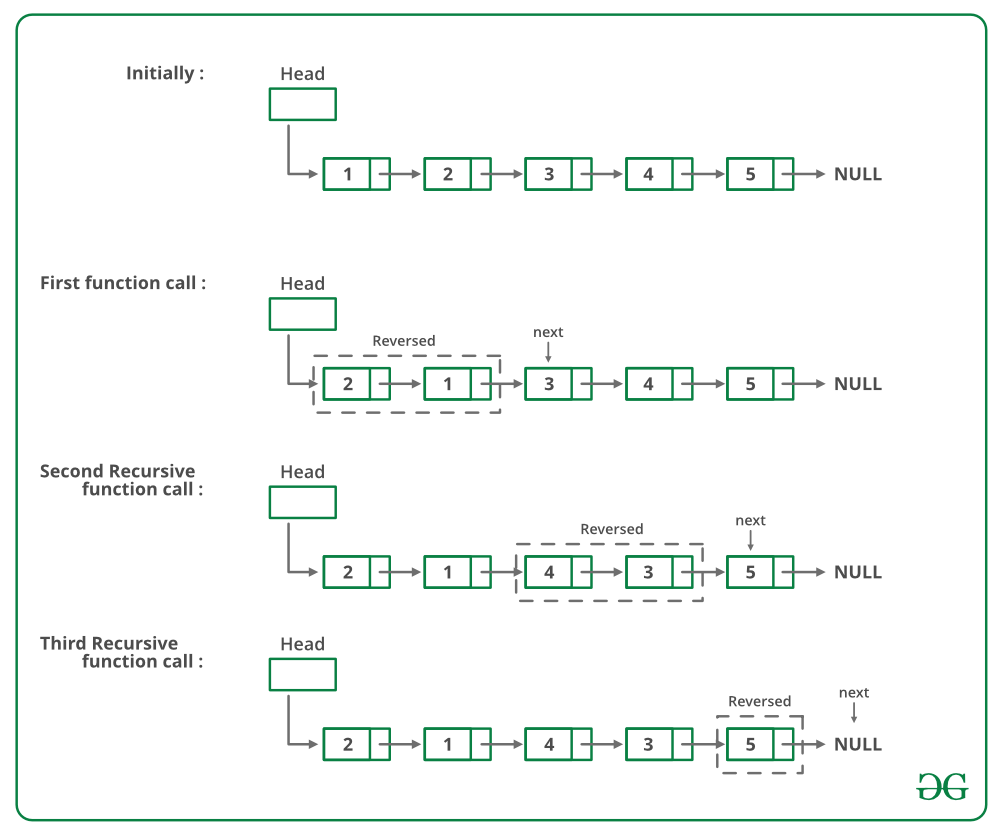 Initially :
Head
1 2 3 4 5 NULL
First function call :
Head
Reversed
next
2 1 3 4 5 NULL
Second Recursive
function call :
Head
Reversed
next
2 1 4 3 5 NULL
Third Recursive
function call :
Head
Reversed
next
2 1 4 3 5 NULL